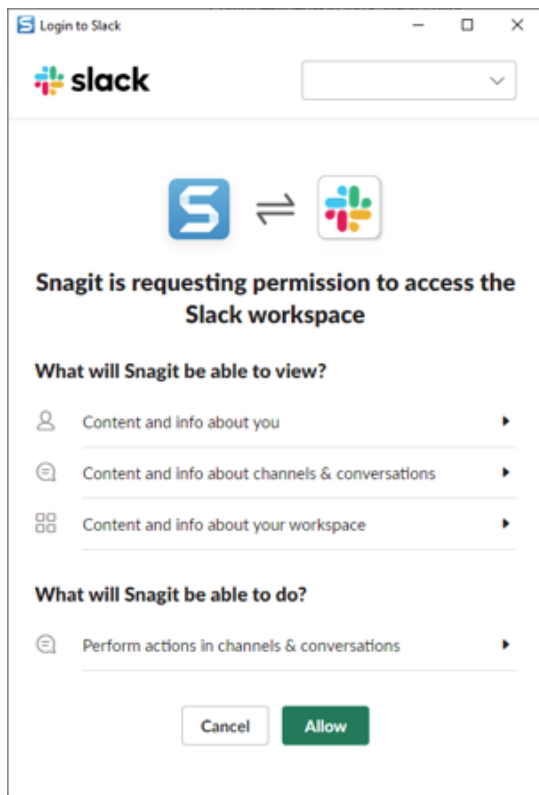 Login to Slack
slack
Snagit is requesting permission to access the
Slack workspace
What will Snagit be able to view?
Content and info about you
Content and info about channels & conversations
Content and info about your workspace
What will Snagit be able to do?
Perform actions in channels & conversations
Cancel
Allow